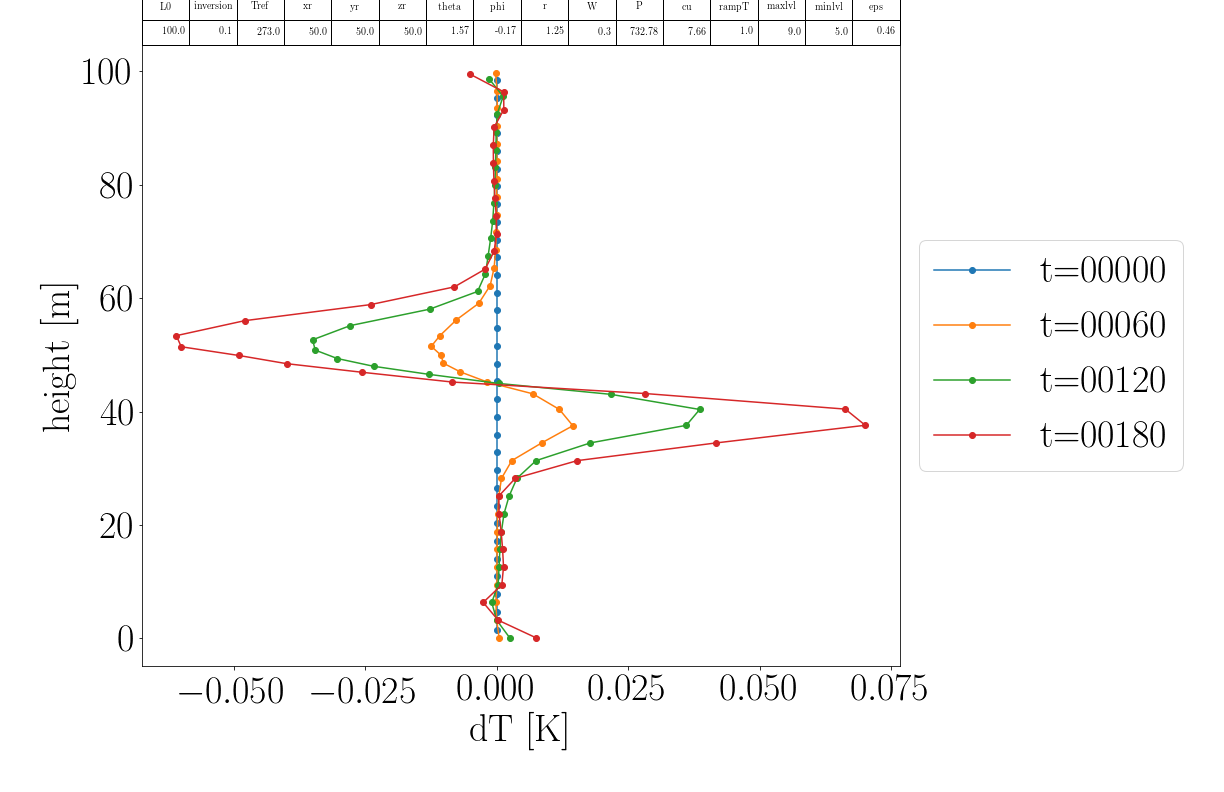 L0 inversion Tref xr yr zr theta phi r W P cu rampT maxlvl minlvl eps
100.0 0.1 273.0 50.0 50.0 50.0 1.57 -0.17 1.25 0.3 732.78 7.66 1.0 9.0 5.0 0.46
100
80
60
40
20
0
height [m]
−0.050 −0.025 0.000 0.025 0.050 0.075
dT [K]
t=00000
t=00060
t=00120
t=00180